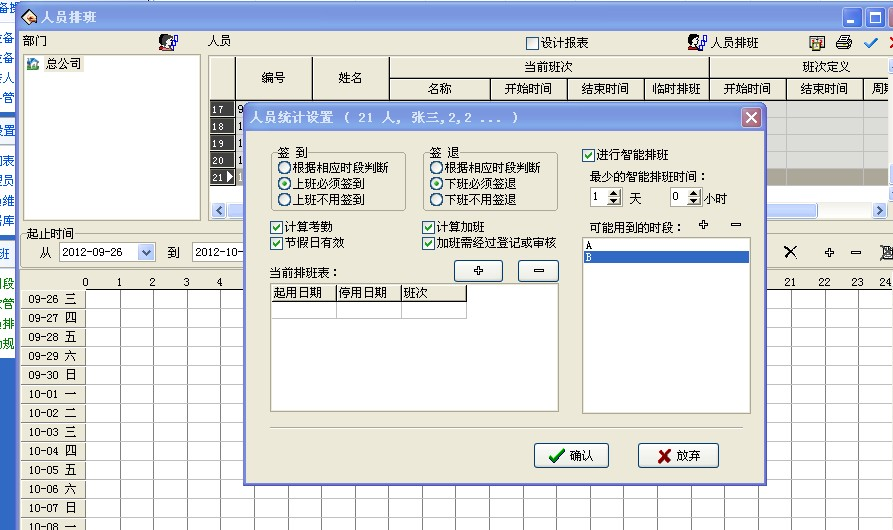 人员排班
部门
总公司
人员
设计报表
人员排班
编号
姓名
当前班次
班次定义
名称
开始时间
结束时间
临时排班
开始时间
结束时间
17
18
19
20
21
起止时间
从 2012-09-26 到 2012-10-
人员统计设置 ( 21 人, 张三,2,2 ... )
签 到
根据相应时段判断
上班必须签到
上班不用签到
签 退
根据相应时段判断
下班必须签退
下班不用签退
计算考勤
节假日有效
计算加班
加班需经过登记或审核
当前排班表：
起用日期 停用日期 班次
进行智能排班
最少的智能排班时间：
1 天 0 小时
可能用到的时段：
A
B
确认
放弃
0 1 2 3 4 21 22 23 24
09-26 三
09-27 四
09-28 五
09-29 六
09-30 日
10-01 一
10-02 二
10-03 三
10-04 四
10-05 五
10-06 六
10-07 日
10-08 一